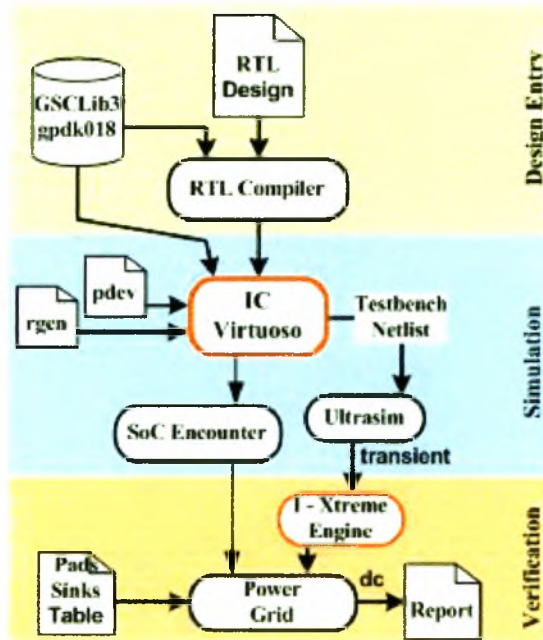 RTL
Design
GSCLib3
gpdk018
RTL Compiler
Design Entry
pdev
rgen
IC
Virtuoso
Testbench
Netlist
SoC Encounter
Ultrasim
transient
Simulation
I - Xtreme
Engine
Pads
Sinks
Table
Power
Grid
dc
Report
Verification